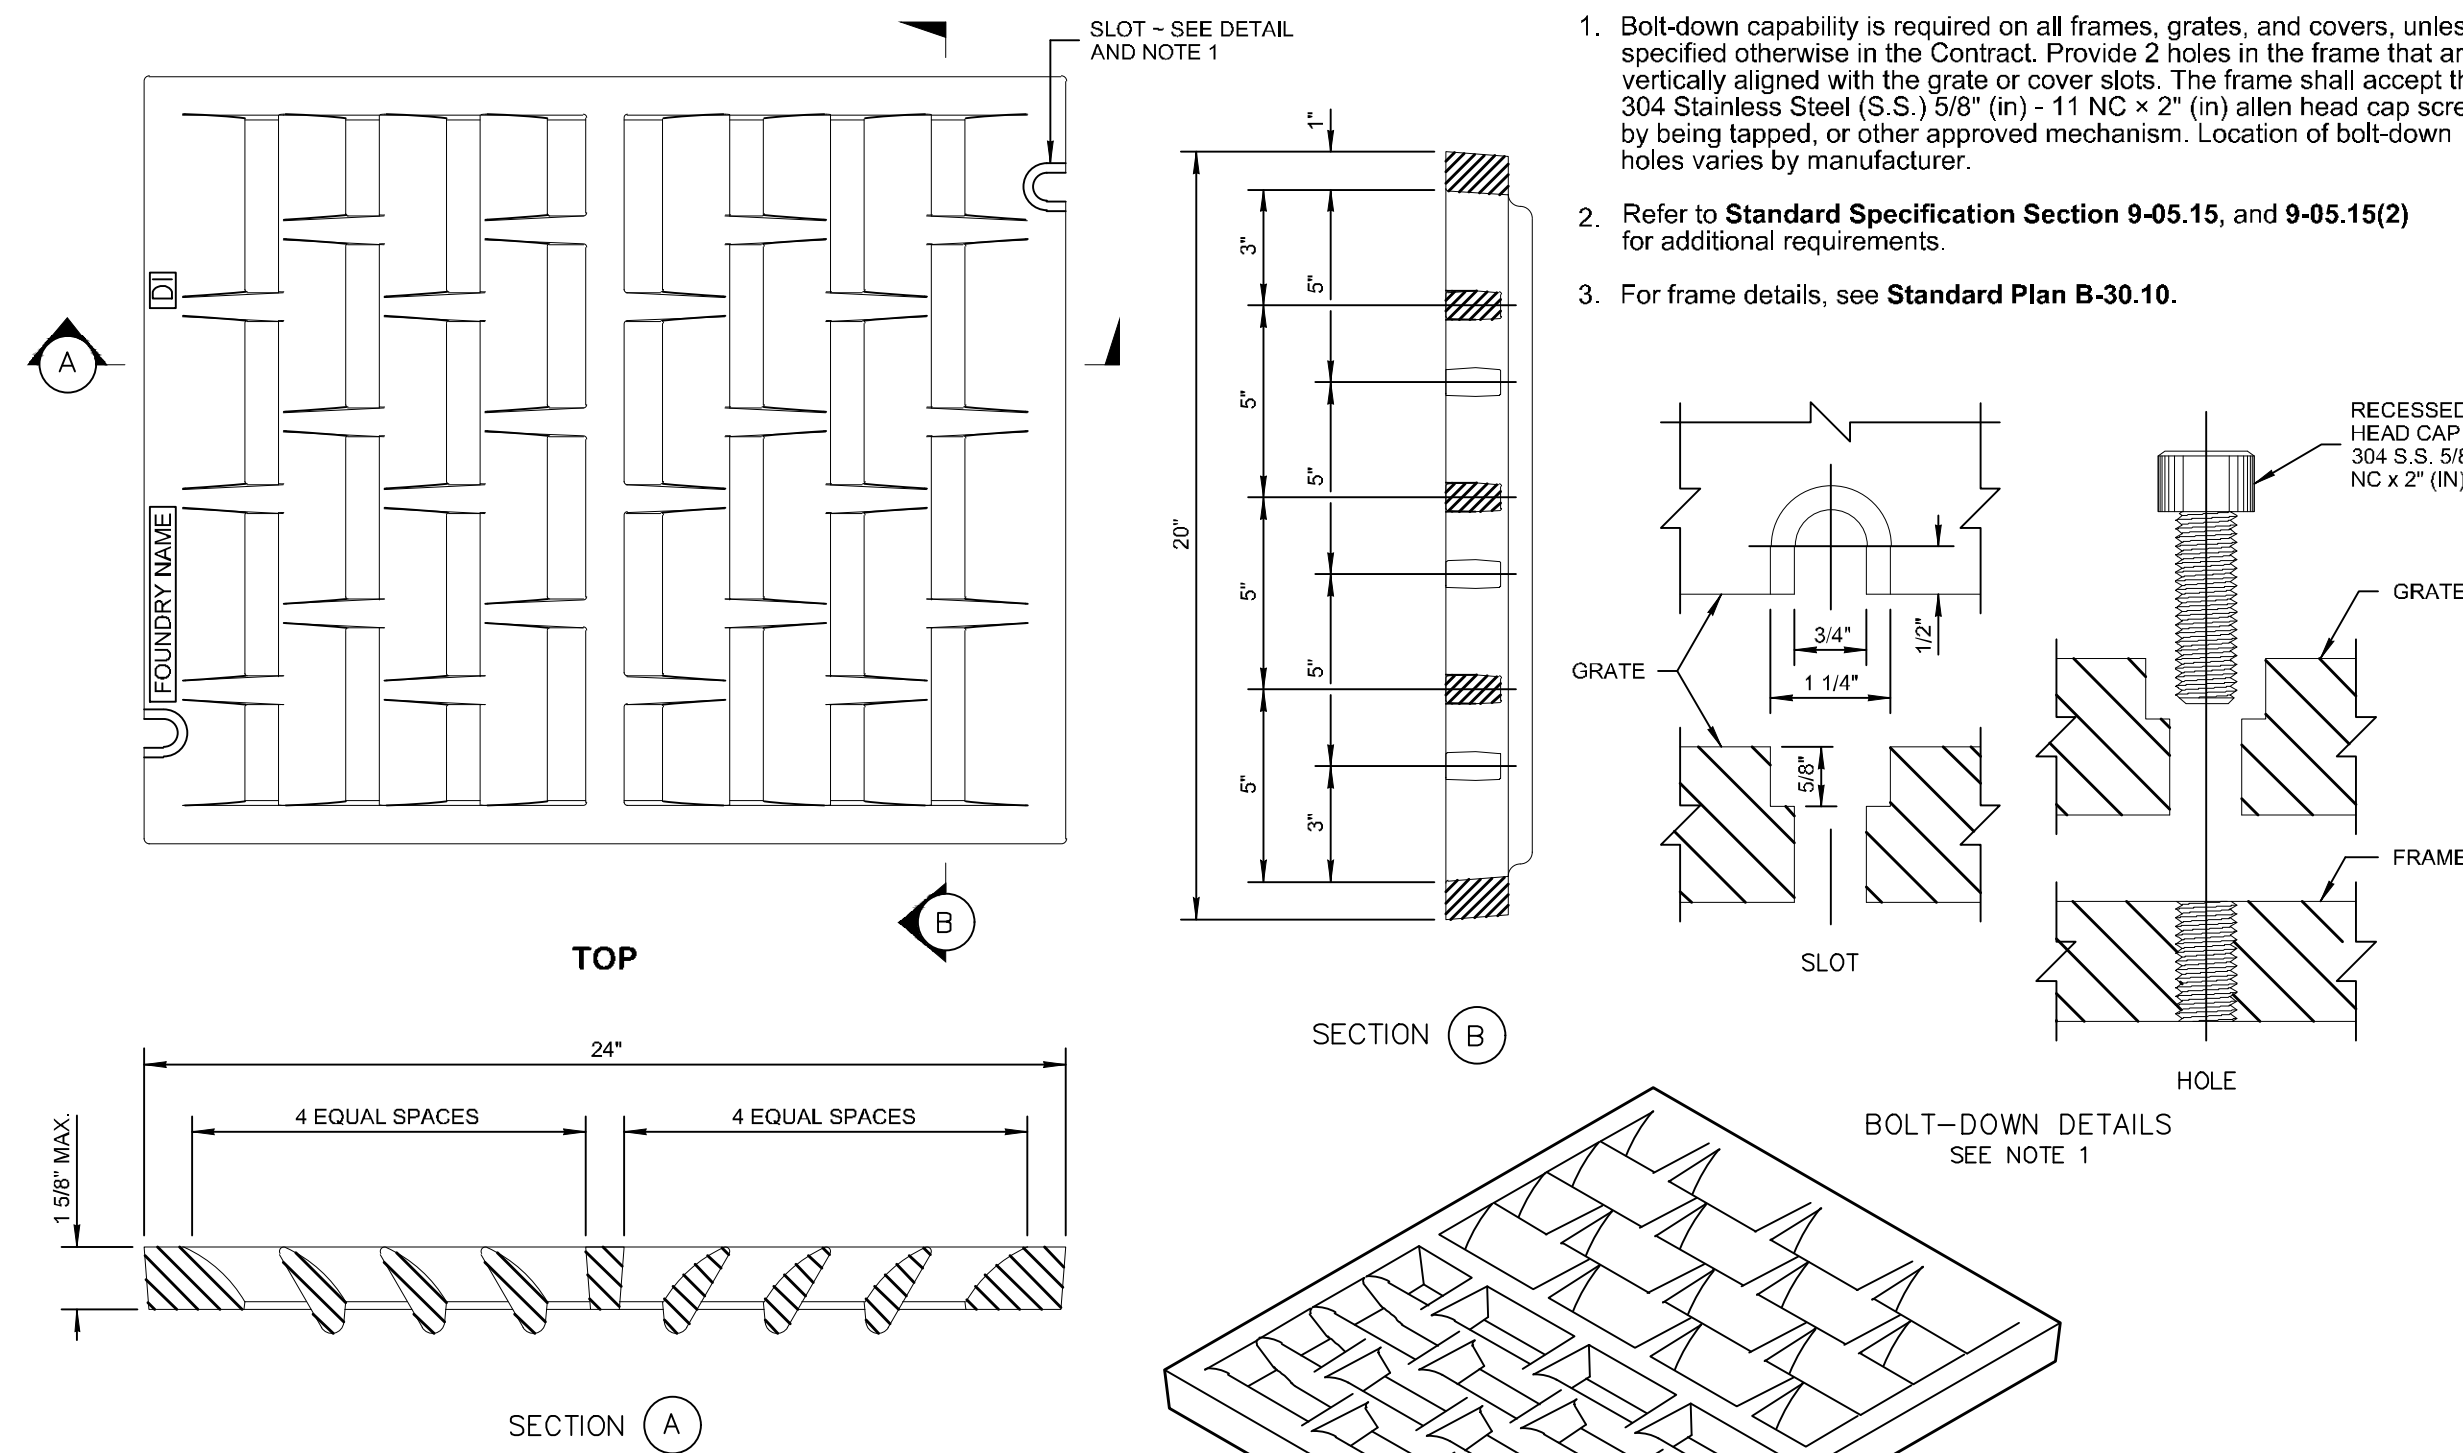 SLOT ~ SEE DETAIL
AND NOTE 1
DI
FOUNDRY NAME
A
B
TOP
24"
4 EQUAL SPACES
4 EQUAL SPACES
1 5/8" MAX.
SECTION A
1"
20"
3"
5"
5"
5"
5"
5"
5"
5"
3"
SECTION B
1. Bolt-down capability is required on all frames, grates, and covers,
specified otherwise in the Contract. Provide 2 holes in the frame that
vertically aligned with the grate or cover slots. The frame shall accept
304 Stainless Steel (S.S.) 5/8" (in) - 11 NC × 2" (in) allen head cap
by being tapped, or other approved mechanism. Location of bolt-down
holes varies by manufacturer.
2. Refer to Standard Specification Section 9-05.15, and 9-05.15(2)
for additional requirements.
3. For frame details, see Standard Plan B-30.10.
3/4"
1 1/4"
1/2"
GRATE
5/8"
SLOT
RECESSED
HEAD CAP
304 S.S.
NC x 2" (IN)
GRATE
FRAME
HOLE
BOLT-DOWN DETAILS
SEE NOTE 1